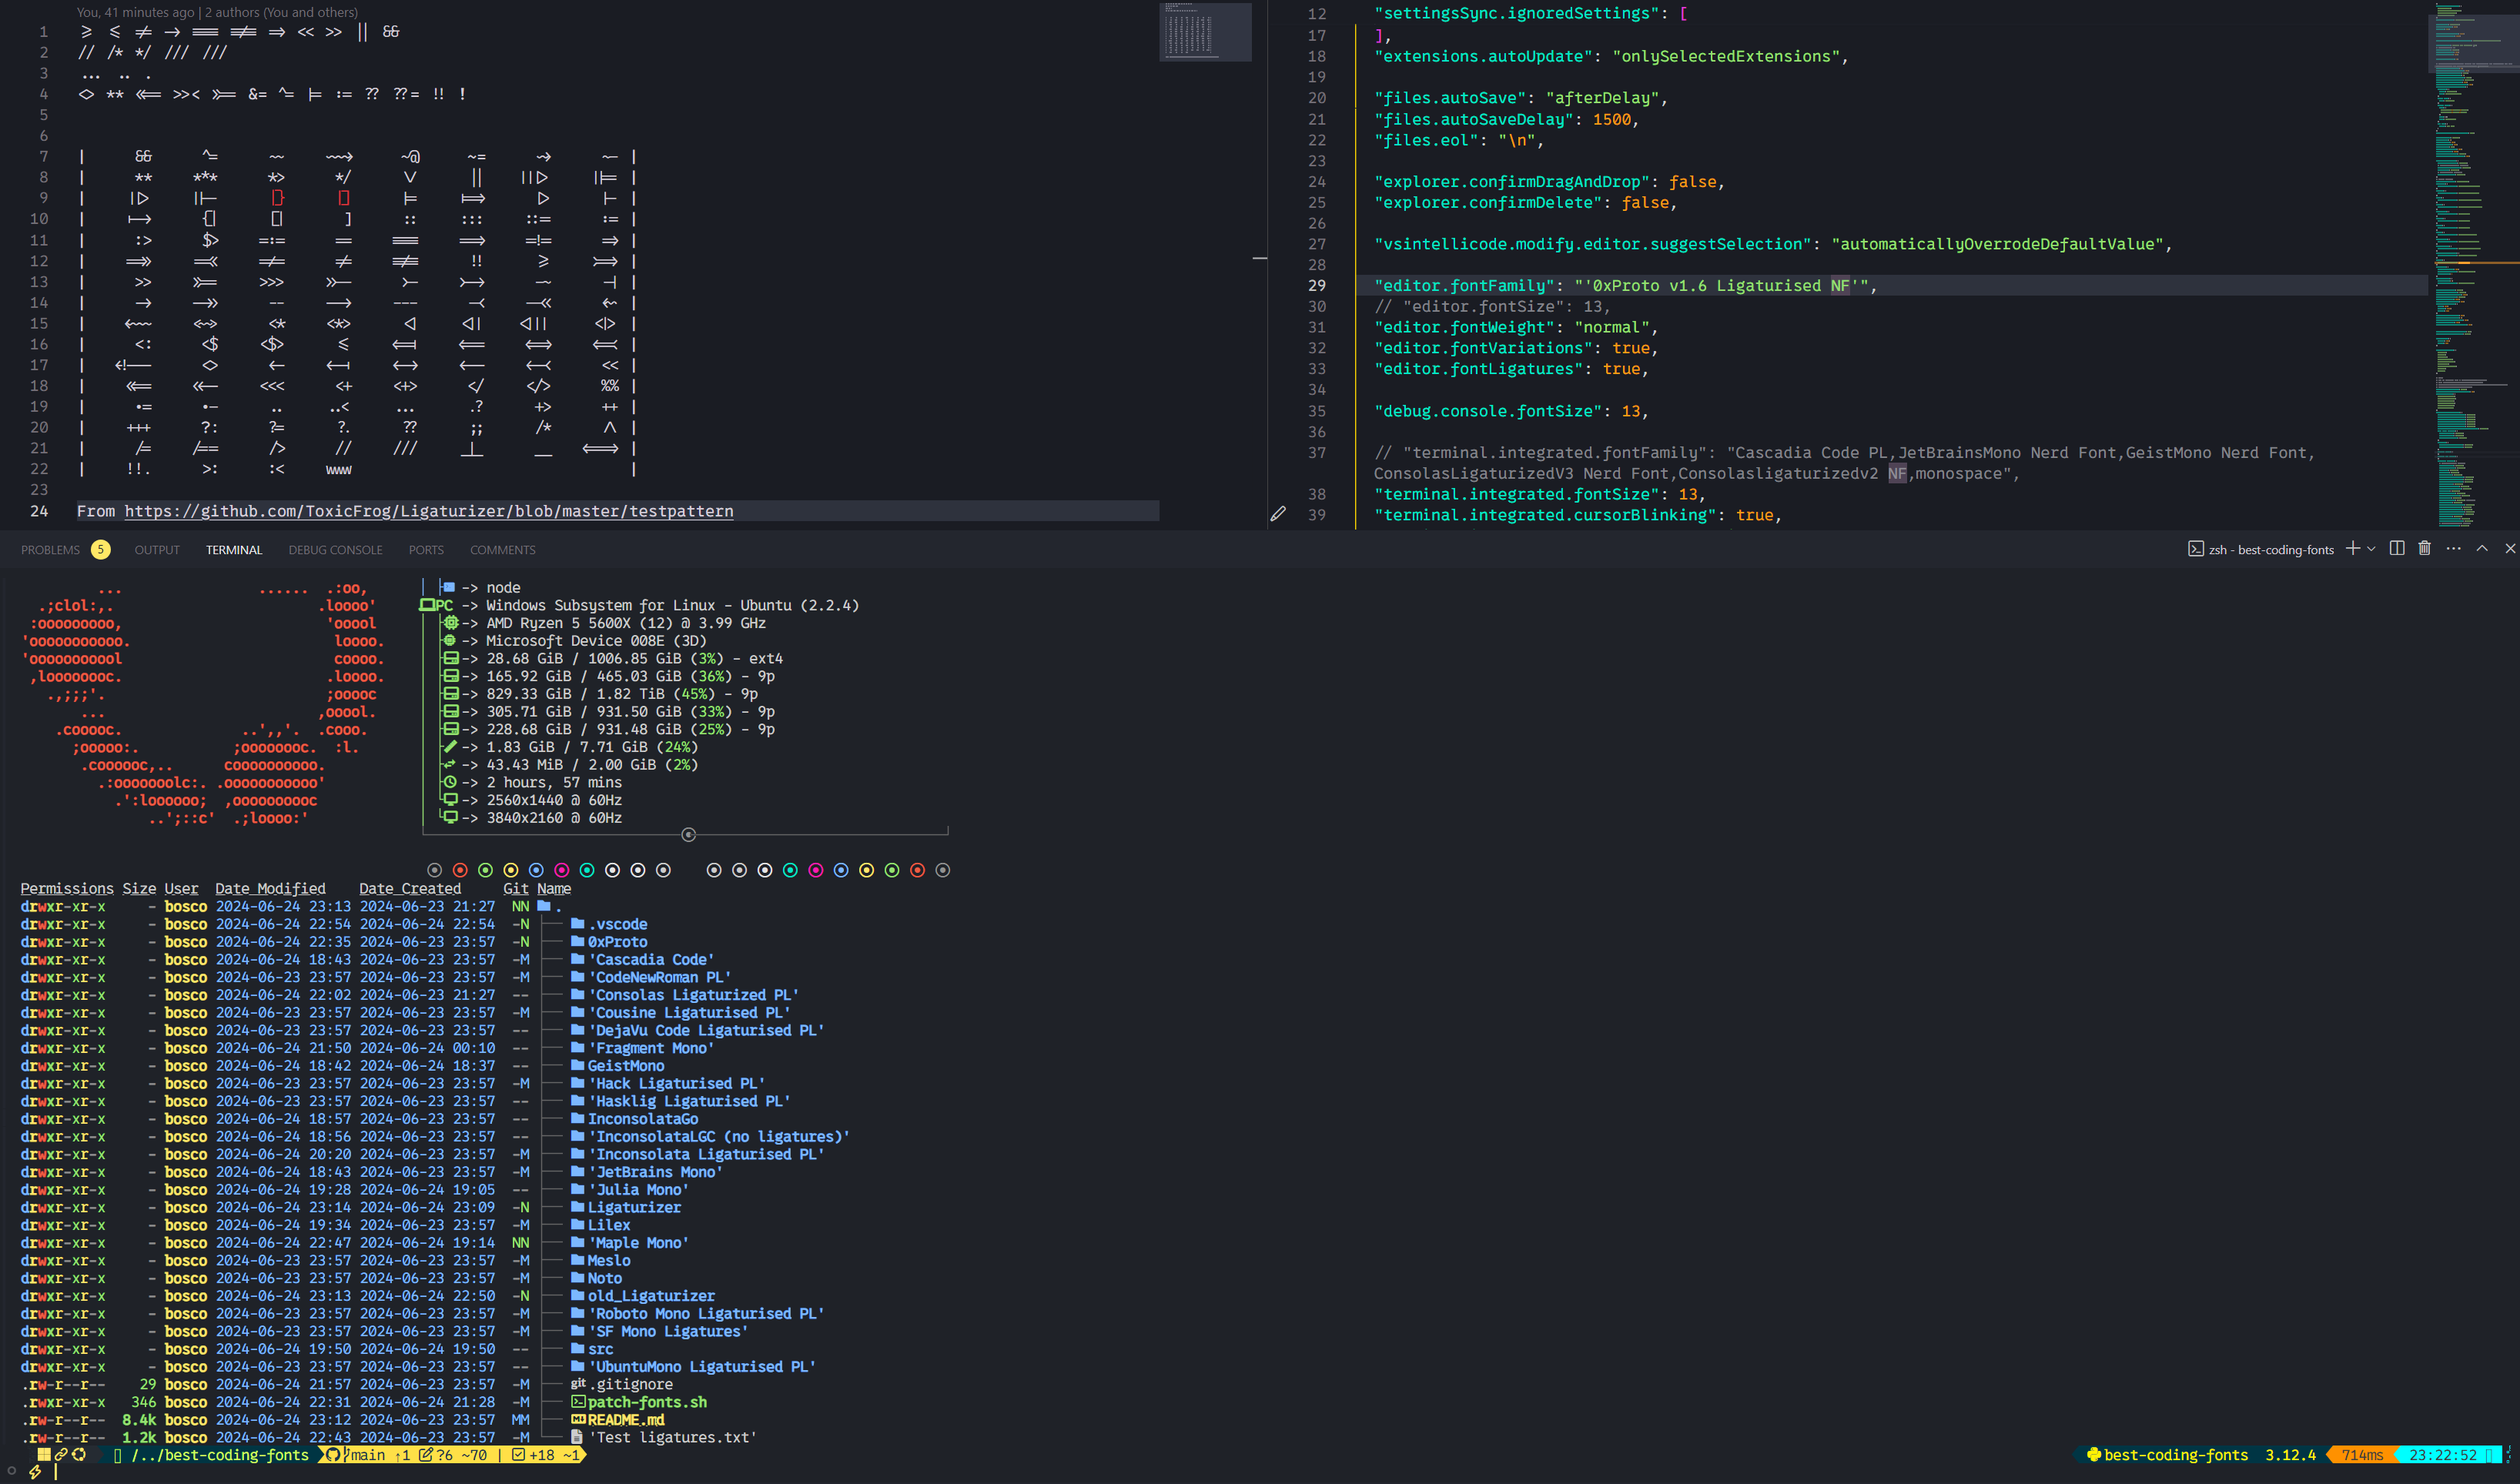 You, 41 minutes ago | 2 authors (You and others)
1 ≥ ≤ ≠ → === !== ⇒ << >> || &&
2 // /* */ /// ///
3 ... .. .
4 <> ** <<= >>< >>= &= ^= |= := ?? ??= !! !
5
6
7 | && ^= ~~ ~~> ~@ ~= ~> ~- |
8 | ** *** *> */ \/ || ||> ||= |
9 | |> ||- |} |] |= |=> |> |- |
10 | |-> {| [| ] :: ::: ::= := |
11 | :> $> =:= == === ==> =!= => |
12 | =>> =<< =/= != !== !! >= >=> |
13 | >> >>= >>> >>- >- >-> -~ -| |
14 | -> ->> -- --> --- -< -<< <~ |
15 | <~~ <~> <* <*> <| <|| <||| <|> |
16 | <: <$ <$> <= <=| <== <=> <=< |
17 | <!-- <> <- <-| <-> <-- <-< << |
18 | <<= <<- <<< <+ <+> </ </> %% |
19 | .= .- .. ..< ... .? +> ++ |
20 | +++ ?: ?= ?. ?? ;; /* /\ |
21 | /= /== /> // /// _|_ __ <==> |
22 | !!. >: :< www |
23
24 From https://github.com/ToxicFrog/Ligaturizer/blob/master/testpattern
12 "settingsSync.ignoredSettings": [
17 ],
18 "extensions.autoUpdate": "onlySelectedExtensions",
19
20 "files.autoSave": "afterDelay",
21 "files.autoSaveDelay": 1500,
22 "files.eol": "\n",
23
24 "explorer.confirmDragAndDrop": false,
25 "explorer.confirmDelete": false,
26
27 "vsintellicode.modify.editor.suggestSelection": "automaticallyOverrodeDefaultValue",
28
29 "editor.fontFamily": "'0xProto v1.6 Ligaturised NF'",
30 // "editor.fontSize": 13,
31 "editor.fontWeight": "normal",
32 "editor.fontVariations": true,
33 "editor.fontLigatures": true,
34
35 "debug.console.fontSize": 13,
36
37 // "terminal.integrated.fontFamily": "Cascadia Code PL,JetBrainsMono Nerd Font,GeistMono Nerd Font,
ConsolasLigaturizedV3 Nerd Font,Consolasligaturizedv2 NF,monospace",
38 "terminal.integrated.fontSize": 13,
39 "terminal.integrated.cursorBlinking": true,
PROBLEMS 5 OUTPUT TERMINAL DEBUG CONSOLE PORTS COMMENTS
zsh - best-coding-fonts
... ...... .:oo,
.;clol:,. .loooo'
:ooooooooo, 'ooool
'ooooooooooo. loooo.
'oooooooooool coooo.
,loooooooc. .loooo.
.,;;;'. ;ooooc
... ,ooool.
.cooooc. ..',,'. .cooo.
;ooooo:. ;oooooooc. :l.
.coooooc,.. coooooooooo.
.:ooooooolc:. .ooooooooooo'
.':loooooo; ,oooooooooc
..';::c' .;loooo:'
-> node
PC -> Windows Subsystem for Linux - Ubuntu (2.2.4)
-> AMD Ryzen 5 5600X (12) @ 3.99 GHz
-> Microsoft Device 008E (3D)
-> 28.68 GiB / 1006.85 GiB (3%) - ext4
-> 165.92 GiB / 465.03 GiB (36%) - 9p
-> 829.33 GiB / 1.82 TiB (45%) - 9p
-> 305.71 GiB / 931.50 GiB (33%) - 9p
-> 228.68 GiB / 931.48 GiB (25%) - 9p
-> 1.83 GiB / 7.71 GiB (24%)
-> 43.43 MiB / 2.00 GiB (2%)
-> 2 hours, 57 mins
-> 2560x1440 @ 60Hz
-> 3840x2160 @ 60Hz
Permissions Size User Date Modified Date Created Git Name
drwxr-xr-x - bosco 2024-06-24 23:13 2024-06-23 21:27 NN .
drwxr-xr-x - bosco 2024-06-24 22:54 2024-06-24 22:54 -N .vscode
drwxr-xr-x - bosco 2024-06-24 22:35 2024-06-23 23:57 -N 0xProto
drwxr-xr-x - bosco 2024-06-24 18:43 2024-06-23 23:57 -M 'Cascadia Code'
drwxr-xr-x - bosco 2024-06-23 23:57 2024-06-23 23:57 -M 'CodeNewRoman PL'
drwxr-xr-x - bosco 2024-06-24 22:02 2024-06-23 21:27 -- 'Consolas Ligaturized PL'
drwxr-xr-x - bosco 2024-06-23 23:57 2024-06-23 23:57 -M 'Cousine Ligaturised PL'
drwxr-xr-x - bosco 2024-06-23 23:57 2024-06-23 23:57 -- 'DejaVu Code Ligaturised PL'
drwxr-xr-x - bosco 2024-06-24 21:50 2024-06-24 00:10 -- 'Fragment Mono'
drwxr-xr-x - bosco 2024-06-24 18:42 2024-06-24 18:37 -- GeistMono
drwxr-xr-x - bosco 2024-06-23 23:57 2024-06-23 23:57 -M 'Hack Ligaturised PL'
drwxr-xr-x - bosco 2024-06-23 23:57 2024-06-23 23:57 -- 'Hasklig Ligaturised PL'
drwxr-xr-x - bosco 2024-06-24 18:57 2024-06-23 23:57 -- InconsolataGo
drwxr-xr-x - bosco 2024-06-24 18:56 2024-06-23 23:57 -- 'InconsolataLGC (no ligatures)'
drwxr-xr-x - bosco 2024-06-24 20:20 2024-06-23 23:57 -M 'Inconsolata Ligaturised PL'
drwxr-xr-x - bosco 2024-06-24 18:43 2024-06-23 23:57 -M 'JetBrains Mono'
drwxr-xr-x - bosco 2024-06-24 19:28 2024-06-24 19:05 -- 'Julia Mono'
drwxr-xr-x - bosco 2024-06-24 23:14 2024-06-24 23:09 -N Ligaturizer
drwxr-xr-x - bosco 2024-06-24 19:34 2024-06-23 23:57 -M Lilex
drwxr-xr-x - bosco 2024-06-24 22:47 2024-06-24 19:14 NN 'Maple Mono'
drwxr-xr-x - bosco 2024-06-23 23:57 2024-06-23 23:57 -M Meslo
drwxr-xr-x - bosco 2024-06-23 23:57 2024-06-23 23:57 -M Noto
drwxr-xr-x - bosco 2024-06-24 23:13 2024-06-24 22:50 -N old_Ligaturizer
drwxr-xr-x - bosco 2024-06-23 23:57 2024-06-23 23:57 -M 'Roboto Mono Ligaturised PL'
drwxr-xr-x - bosco 2024-06-23 23:57 2024-06-23 23:57 -M 'SF Mono Ligatures'
drwxr-xr-x - bosco 2024-06-24 19:50 2024-06-24 19:50 -- src
drwxr-xr-x - bosco 2024-06-23 23:57 2024-06-23 23:57 -- 'UbuntuMono Ligaturised PL'
.rw-r--r-- 29 bosco 2024-06-24 21:57 2024-06-23 23:57 -M git .gitignore
.rwxr-xr-x 346 bosco 2024-06-24 22:31 2024-06-24 21:28 -M patch-fonts.sh
.rw-r--r-- 8.4k bosco 2024-06-24 23:12 2024-06-23 23:57 MM README.md
.rw-r--r-- 1.2k bosco 2024-06-24 22:43 2024-06-23 23:57 -M 'Test ligatures.txt'
/../best-coding-fonts main ↑1 ?6 ~70 | +18 ~1
best-coding-fonts 3.12.4 714ms 23:22:52